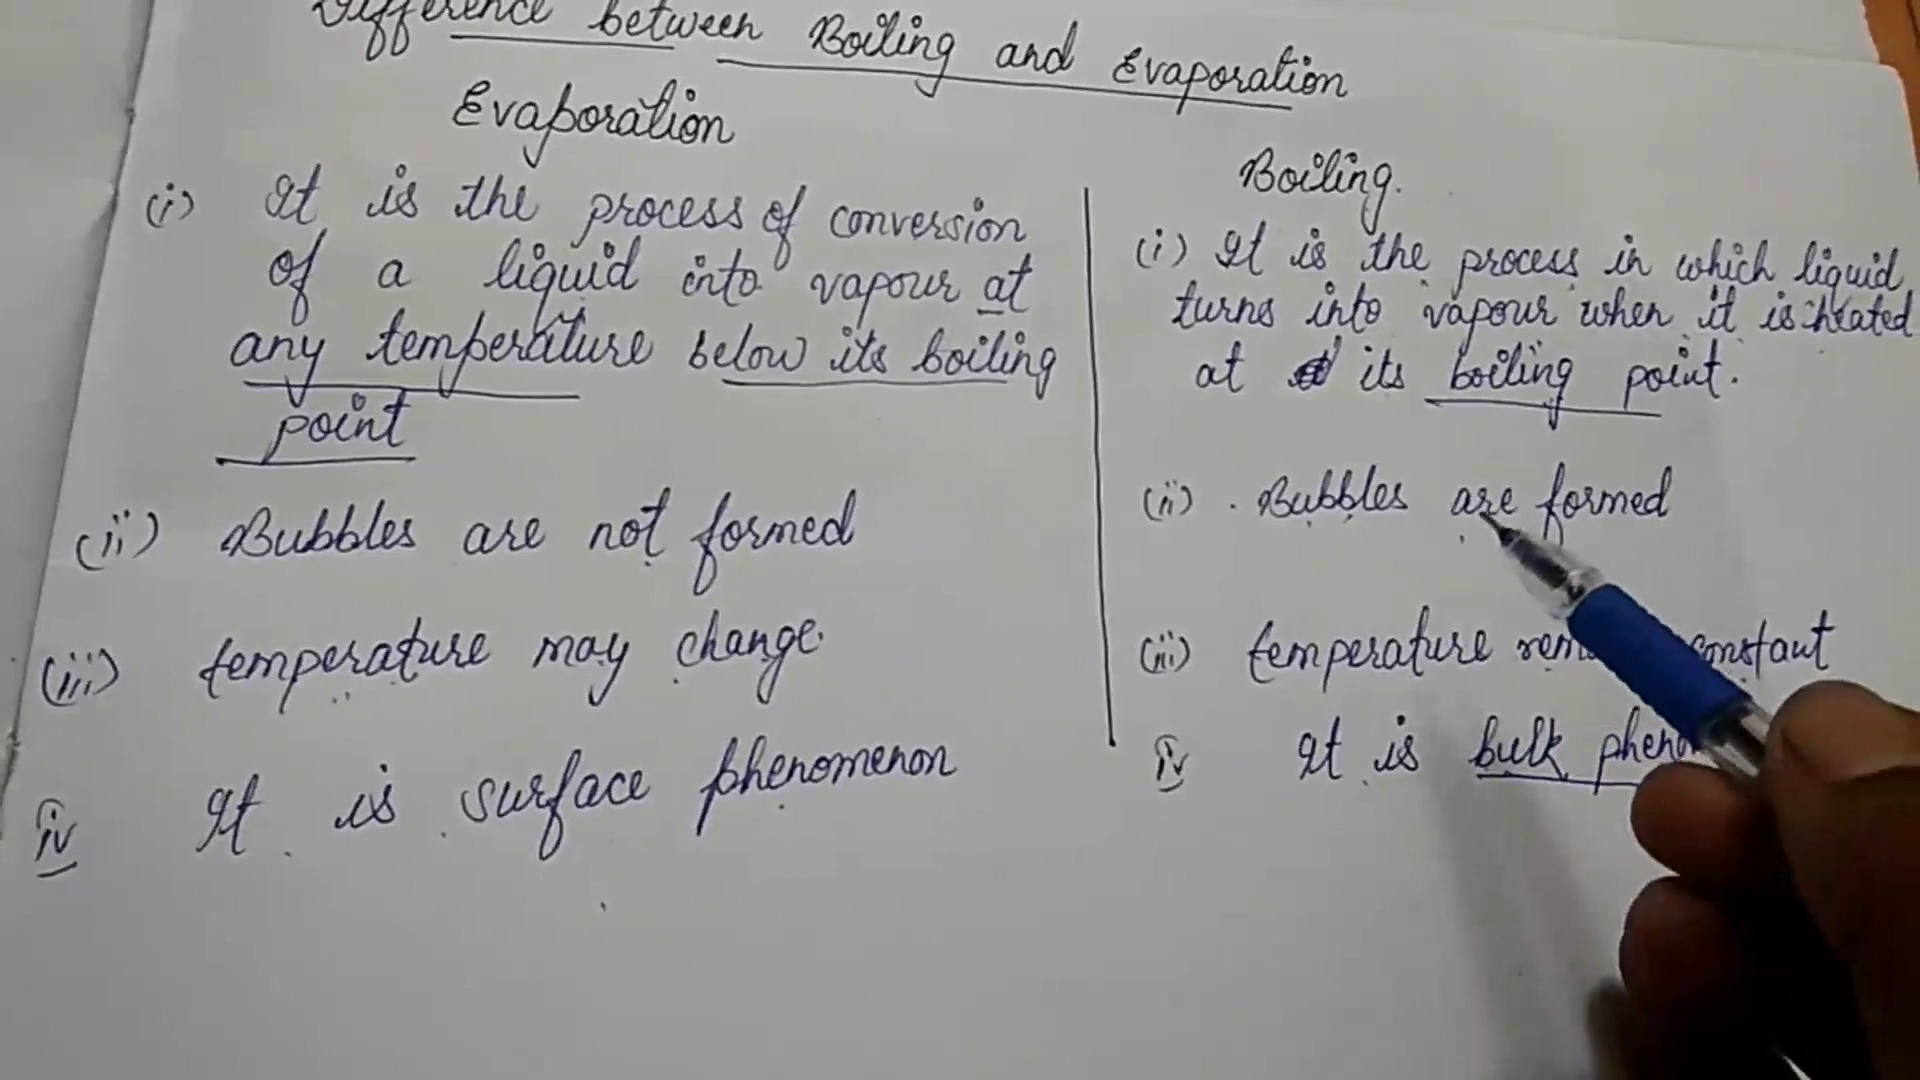 Difference between Boiling and Evaporation
Evaporation
(i) It is the process of conversion
of a liquid into vapour at
any temperature below its boiling
point
(ii) Bubbles are not formed
(iii) temperature may change.
iv It is surface phenomenon
Boiling.
(i) It is the process in which liquid
turns into vapour when it is heated
at its boiling point.
(ii). Bubbles are formed
(iii) temperature constant
iv It is bulk